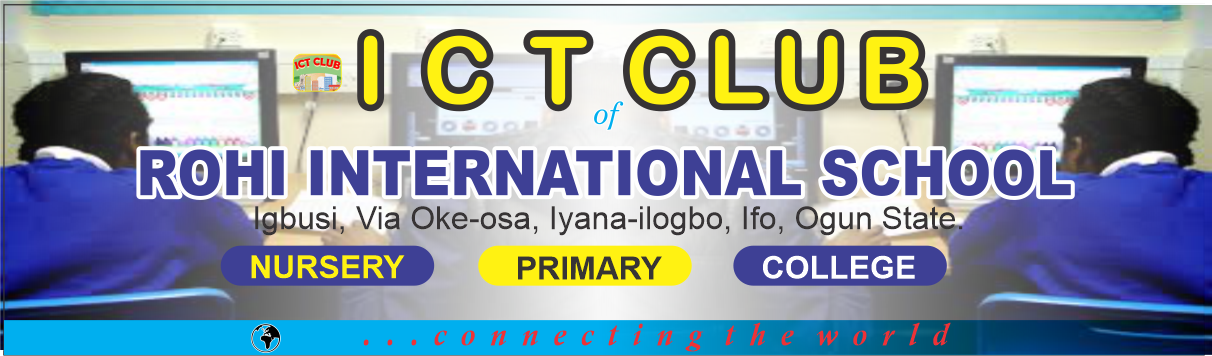 ICT CLUB
ICT CLUB
of
ROHI INTERNATIONAL SCHOOL
Igbusi, Via Oke-osa, Iyana-ilogbo, Ifo, Ogun State.
NURSERY PRIMARY COLLEGE
...connecting the world